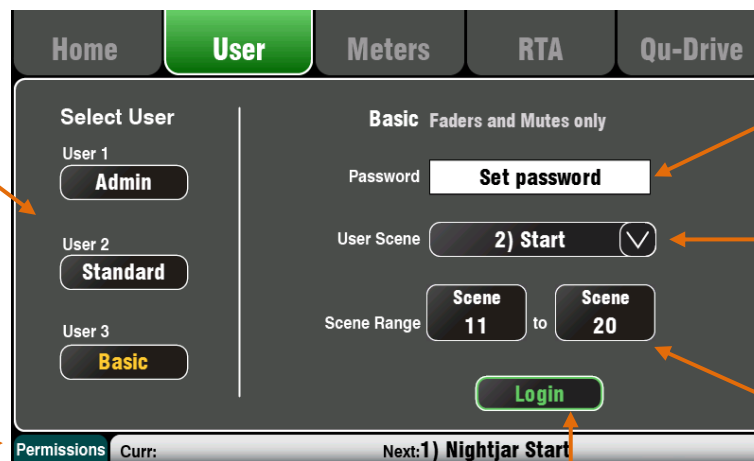 Home User Meters RTA Qu-Drive
Select User
User 1
Admin
User 2
Standard
User 3
Basic
Basic Faders and Mutes only
Password Set password
User Scene 2) Start
Scene Range Scene 11 to Scene 20
Login
Permissions Curr: Next:1) Nightjar Start